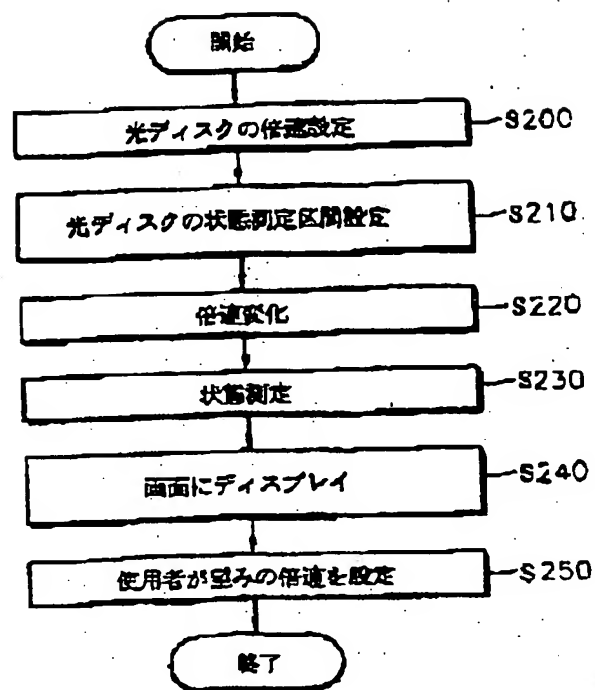 開始
光ディスクの倍速設定
S200
光ディスクの状態測定区間設定
S210
倍速変化
S220
状態測定
S230
画面にディスプレイ
S240
使用者が望みの倍速を設定
S250
終了